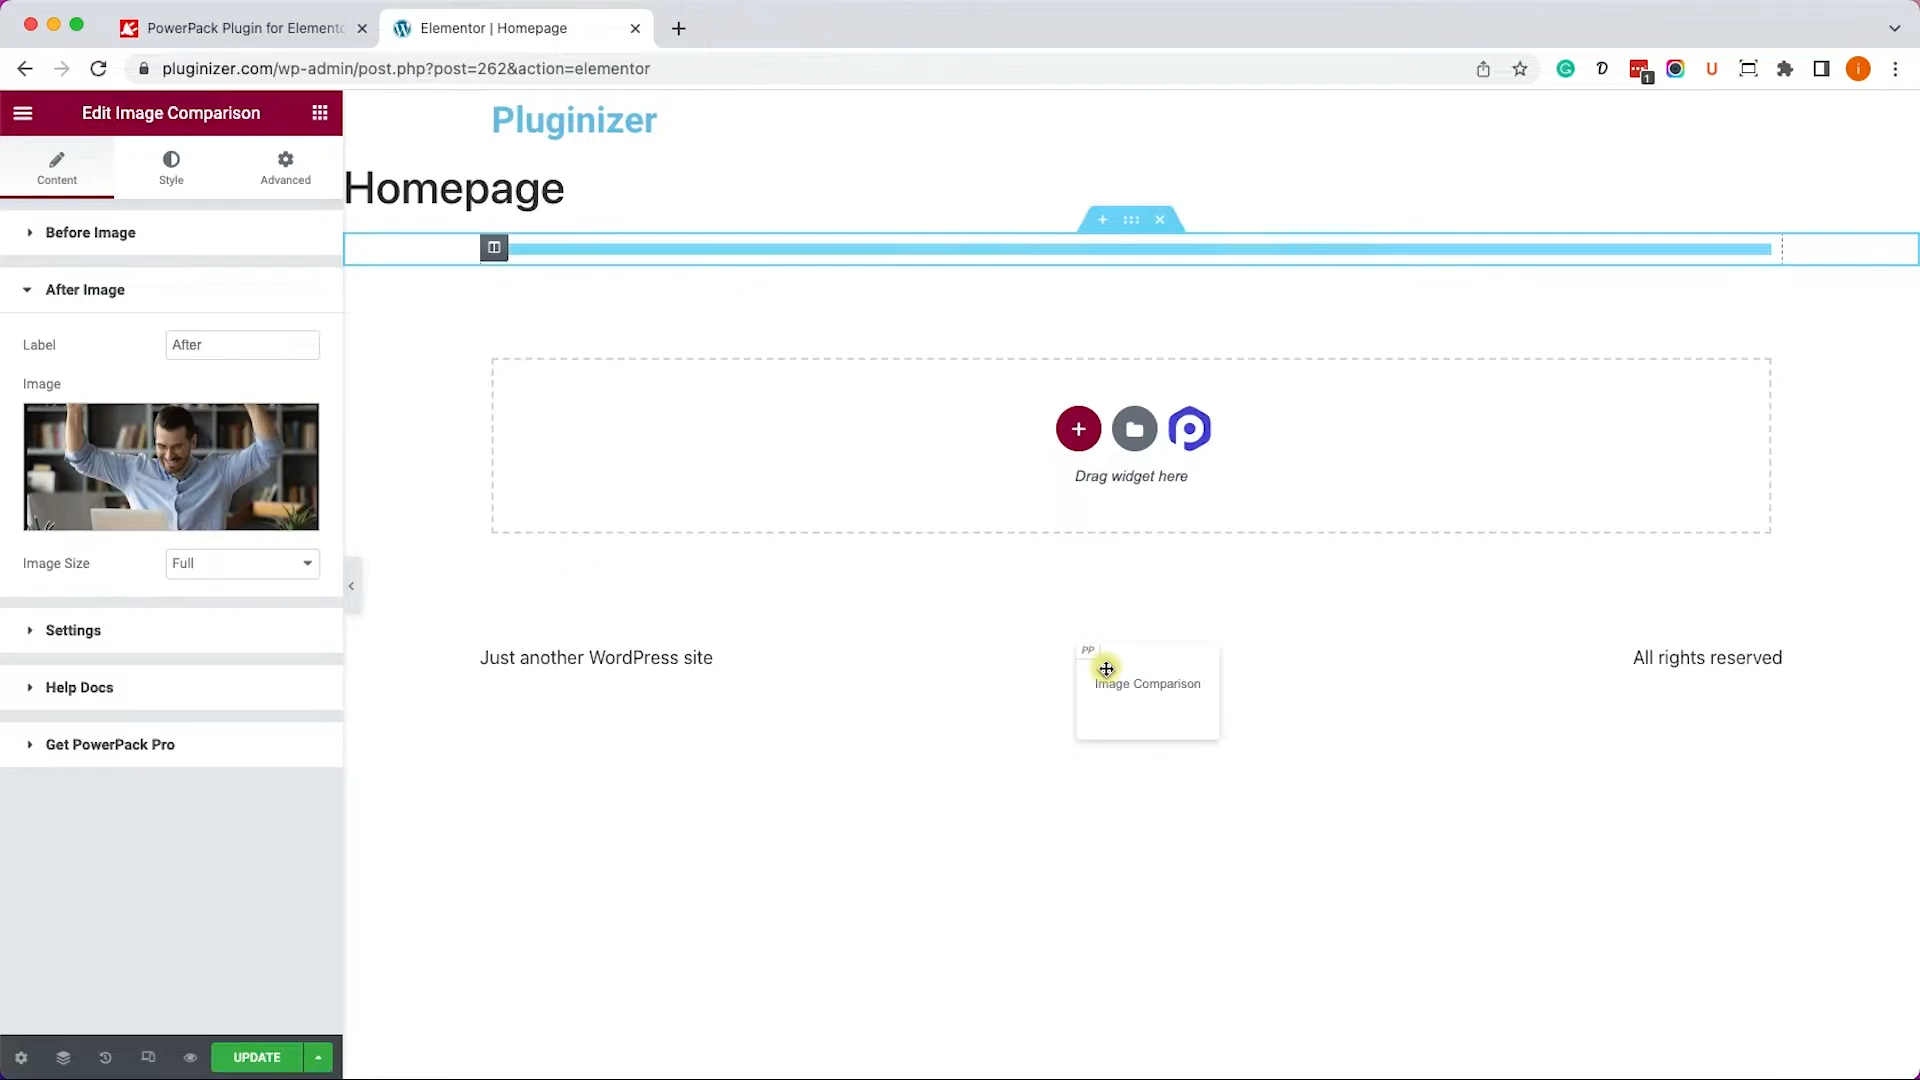 PowerPack Plugin for Elemento
Elementor | Homepage
pluginizer.com/wp-admin/post.php?post=262&action=elementor
1
i
Edit Image Comparison
Content
Style
Advanced
Before Image
After Image
Label
After
Image
Image Size
Full
Settings
Help Docs
Get PowerPack Pro
UPDATE
Pluginizer
Homepage
Drag widget here
Just another WordPress site
PP
Image Comparison
All rights reserved